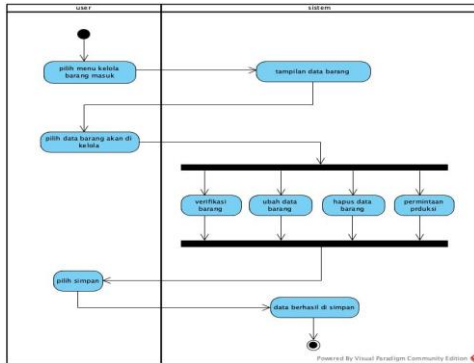 user
sistem
pilih menu kelola
barang masuk
tampilan data barang
pilih data barang akan di
kelola
verifikasi
barang
ubah data
barang
hapus data
barang
permintaan
prduksi
pilih simpan
data berhasil di simpan
Powered By Visual Paradigm Community Edition